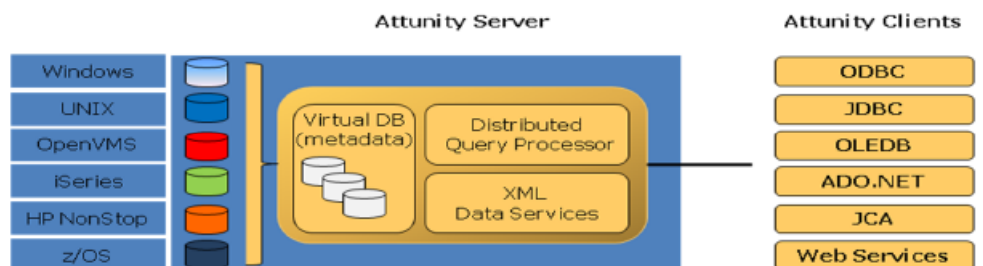 Attunity Server
Attunity Clients
Windows
UNIX
OpenVMS
iSeries
HP NonStop
z/OS
Virtual DB
(metadata)
Distributed
Query Processor
XML
Data Services
ODBC
JDBC
OLEDB
ADO.NET
JCA
Web Services